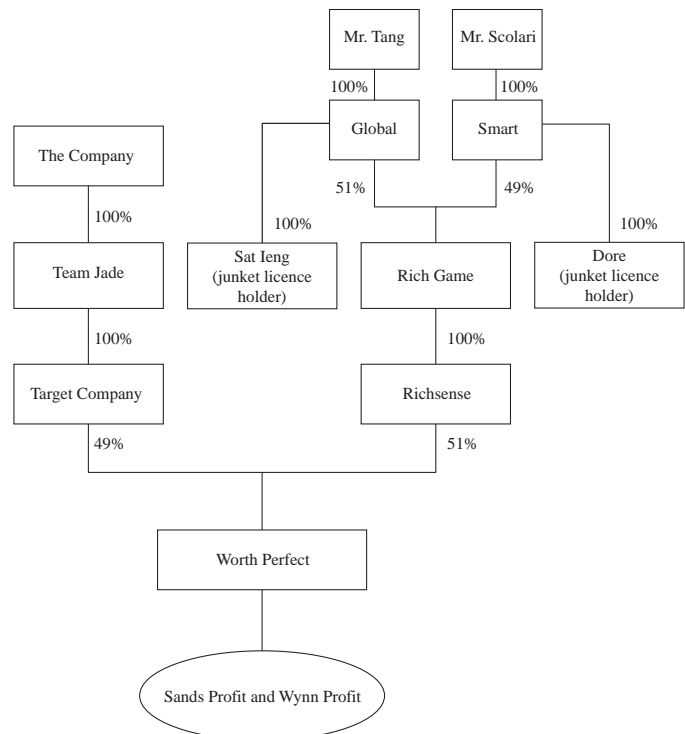 Mr. Tang
Mr. Scolari
100%
100%
Global
Smart
The Company
51%
49%
100%
100%
100%
Team Jade
Sat Ieng
(junket licence
holder)
Rich Game
Dore
(junket licence
holder)
100%
100%
Target Company
Richsense
49%
51%
Worth Perfect
Sands Profit and Wynn Profit